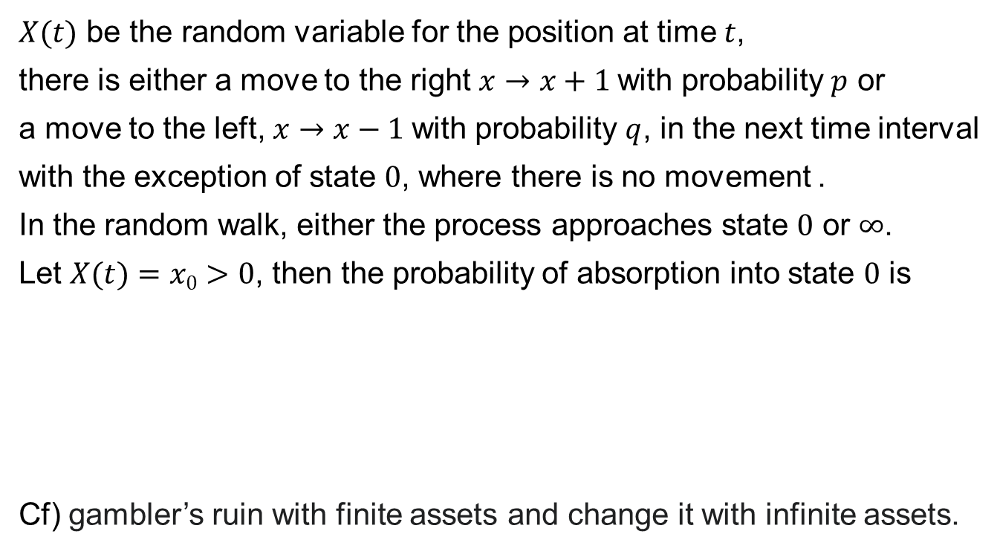 X(t) be the random variable for the position at time t,
there is either a move to the right x → x + 1 with probability p or
a move to the left, x → x − 1 with probability q, in the next time interval
with the exception of state 0, where there is no movement .
In the random walk, either the process approaches state 0 or ∞.
Let X(t) = x₀ > 0, then the probability of absorption into state 0 is
Cf) gambler’s ruin with finite assets and change it with infinite assets.